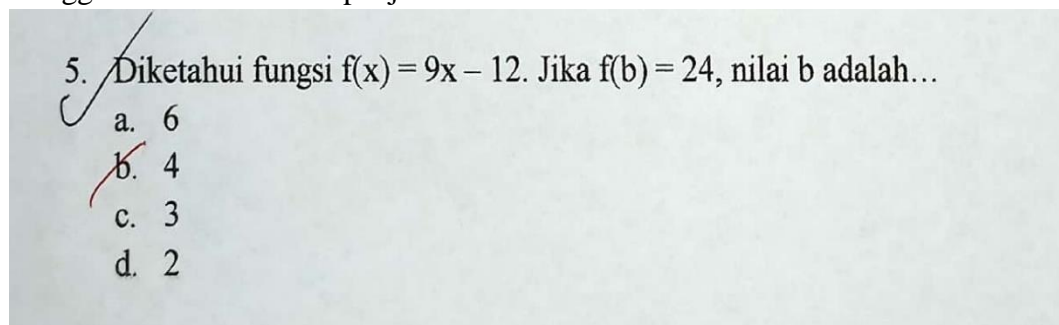 5. Diketahui fungsi f(x) = 9x – 12. Jika f(b) = 24, nilai b adalah…
a. 6
b. 4
c. 3
d. 2